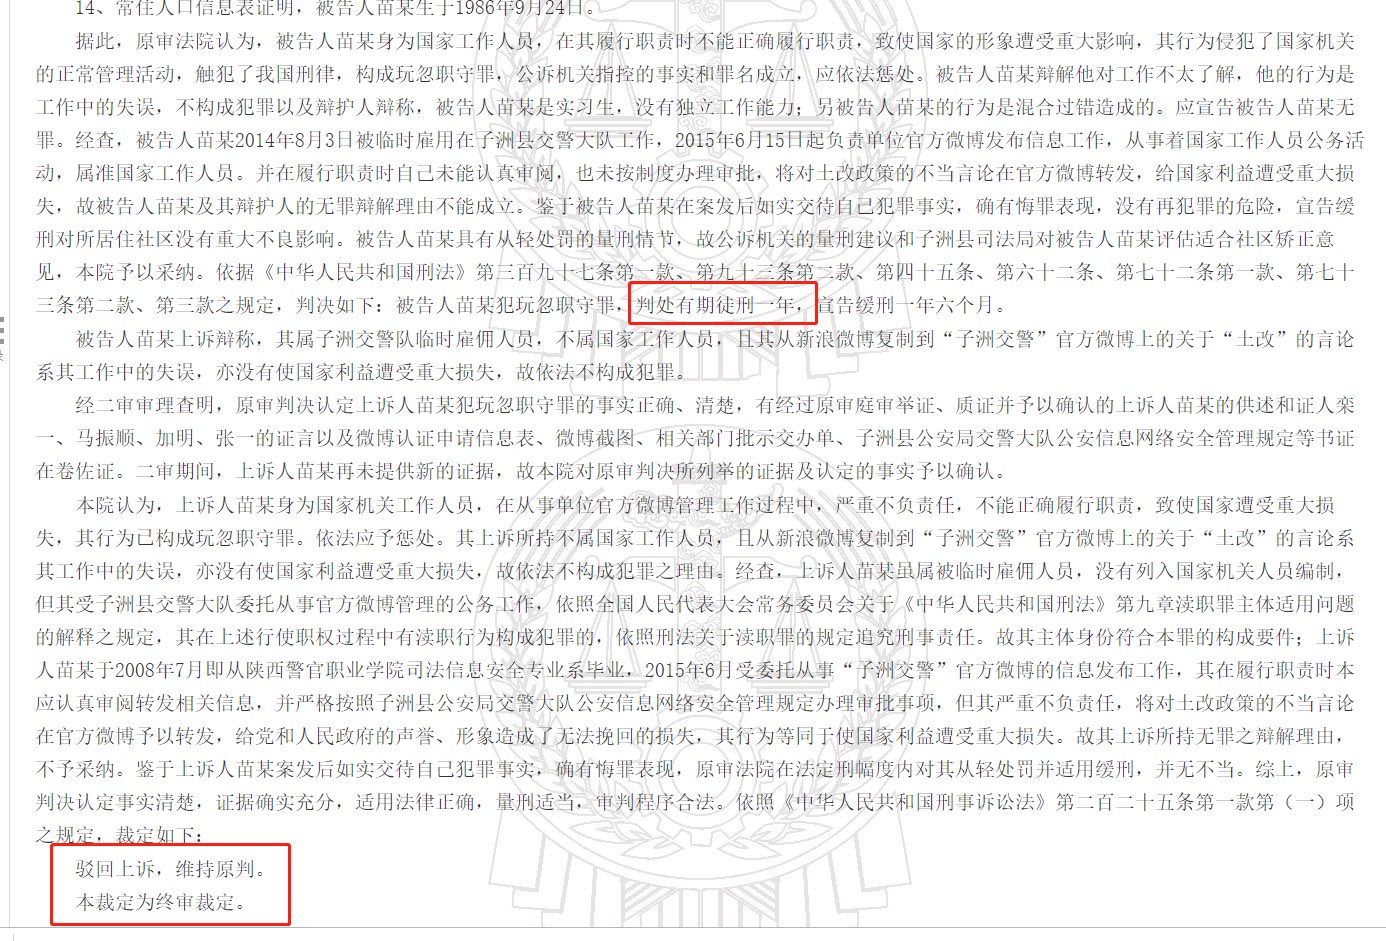 14、常住人口信息表证明，被告人苗某生于1986年9月24日。
据此，原审法院认为，被告人苗某身为国家工作人员，在其履行职责时不能正确履行职责，致使国家的形象遭受重大影响，其行为侵犯了国家机关
的正常管理活动，触犯了我国刑律，构成玩忽职守罪，公诉机关指控的事实和罪名成立，应依法惩处。被告人苗某辩解他对工作不太了解，他的行为是
工作中的失误，不构成犯罪以及辩护人辩称，被告人苗某是实习生，没有独立工作能力；另被告人苗某的行为是混合过错造成的。应宣告被告人苗某无
罪。经查，被告人苗某2014年8月3日被临时雇用在子洲县交警大队工作，2015年6月15日起负责单位官方微博发布信息工作，从事着国家工作人员公务活
动，属准国家工作人员。并在履行职责时自己未能认真审阅，也未按制度办理审批，将对土改政策的不当言论在官方微博转发，给国家利益遭受重大损
失，故被告人苗某及其辩护人的无罪辩解理由不能成立。鉴于被告人苗某在案发后如实交待自己犯罪事实，确有悔罪表现，没有再犯罪的危险，宣告缓
刑对所居住社区没有重大不良影响。被告人苗某具有从轻处罚的量刑情节，故公诉机关的量刑建议和子洲县司法局对被告人苗某评估适合社区矫正意
见，本院予以采纳。依据《中华人民共和国刑法》第三百九十七条第一款、第九十三条第二款、第四十五条、第六十二条、第七十二条第一款、第七十
三条第二款、第三款之规定，判决如下：被告人苗某犯玩忽职守罪，判处有期徒刑一年，宣告缓刑一年六个月。
被告人苗某上诉辩称，其属子洲交警队临时雇佣人员，不属国家工作人员，且其从新浪微博复制到“子洲交警”官方微博上的关于“土改”的言论
系其工作中的失误，亦没有使国家利益遭受重大损失，故依法不构成犯罪。
经二审审理查明，原审判决认定上诉人苗某犯玩忽职守罪的事实正确、清楚，有经过原审庭审举证、质证并予以确认的上诉人苗某的供述和证人栾
一、马振顺、加明、张一的证言以及微博认证申请信息表、微博截图、相关部门批示交办单、子洲县公安局交警大队公安信息网络安全管理规定等书证
在卷佐证。二审期间，上诉人苗某再未提供新的证据，故本院对原审判决所列举的证据及认定的事实予以确认。
本院认为，上诉人苗某身为国家机关工作人员，在从事单位官方微博管理工作过程中，严重不负责任，不能正确履行职责，致使国家遭受重大损
失，其行为已构成玩忽职守罪。依法应予惩处。其上诉所持不属国家工作人员，且从新浪微博复制到“子洲交警”官方微博上的关于“土改”的言论系
其工作中的失误，亦没有使国家利益遭受重大损失，故依法不构成犯罪之理由。经查，上诉人苗某虽属被临时雇佣人员，没有列入国家机关人员编制，
但其受子洲县交警大队委托从事官方微博管理的公务工作，依照全国人民代表大会常务委员会关于《中华人民共和国刑法》第九章渎职罪主体适用问题
的解释之规定，其在上述行使职权过程中有渎职行为构成犯罪的，依照刑法关于渎职罪的规定追究刑事责任。故其主体身份符合本罪的构成要件；上诉
人苗某于2008年7月即从陕西警官职业学院司法信息安全专业系毕业，2015年6月受委托从事“子洲交警”官方微博的信息发布工作，其在履行职责时本
应认真审阅转发相关信息，并严格按照子洲县公安局交警大队公安信息网络安全管理规定办理审批事项，但其严重不负责任，将对土改政策的不当言论
在官方微博予以转发，给党和人民政府的声誉、形象造成了无法挽回的损失，其行为等同于使国家利益遭受重大损失。故其上诉所持无罪之辩解理由，
不予采纳。鉴于上诉人苗某案发后如实交待自己犯罪事实，确有悔罪表现，原审法院在法定刑幅度内对其从轻处罚并适用缓刑，并无不当。综上，原审
判决认定事实清楚，证据确实充分，适用法律正确，量刑适当，审判程序合法。依照《中华人民共和国刑事诉讼法》第二百二十五条第一款第（一）项
之规定，裁定如下：
驳回上诉，维持原判。
本裁定为终审裁定。